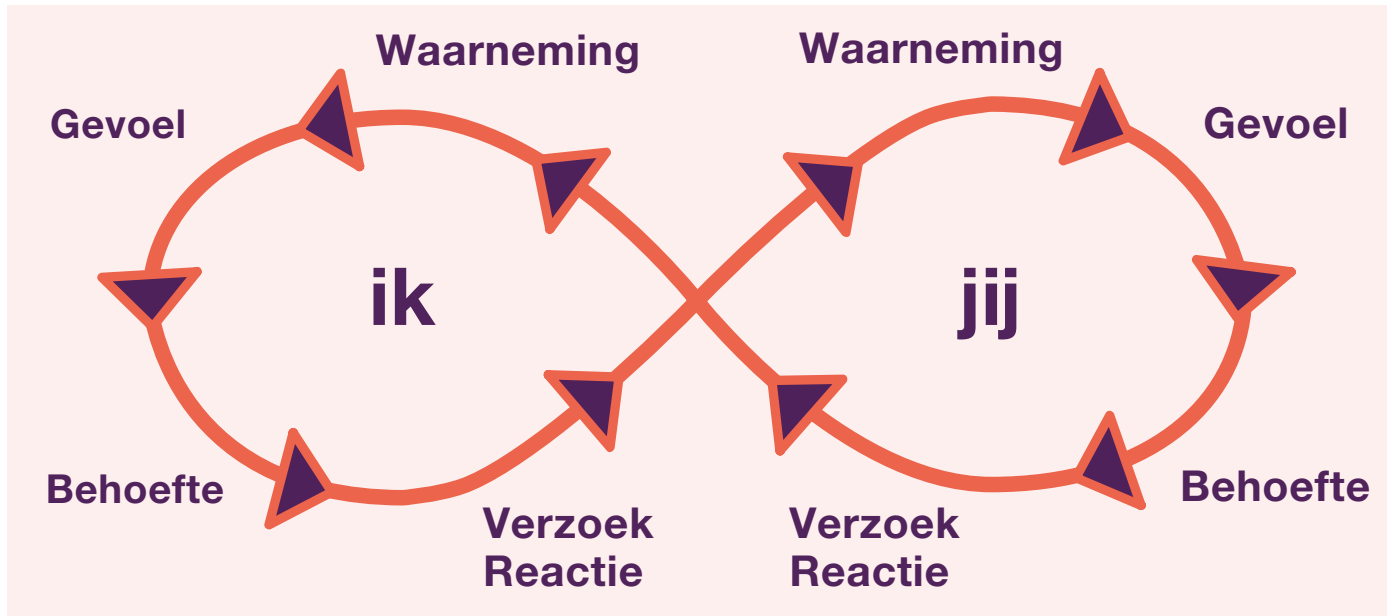 Waarneming
Waarneming
Gevoel
Gevoel
ik
jij
Behoefte
Behoefte
Verzoek
Reactie
Verzoek
Reactie